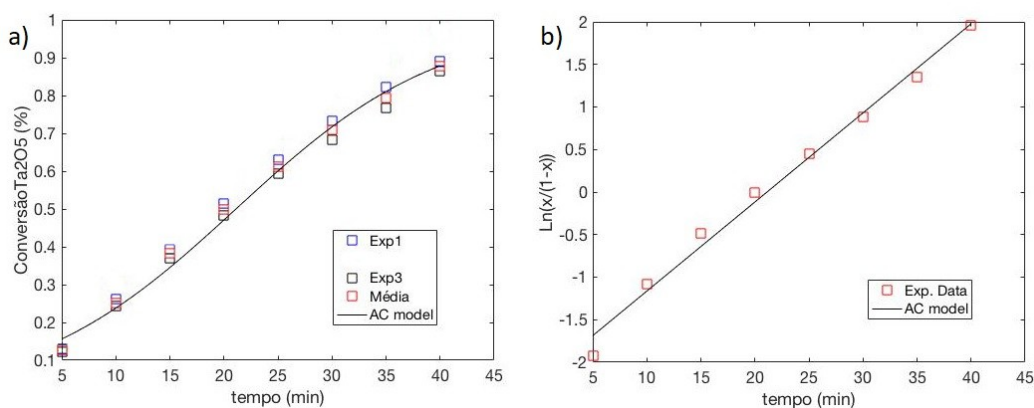 a)
ConversãoTa2O5 (%)
1
0.9
0.8
0.7
0.6
0.5
0.4
0.3
0.2
0.1
5 10 15 20 25 30 35 40 45
tempo (min)
Exp1
Exp3
Média
AC model
b)
Ln(x/(1-x))
2
1.5
1
0.5
0
-0.5
-1
-1.5
-2
5 10 15 20 25 30 35 40 45
tempo (min)
Exp. Data
AC model